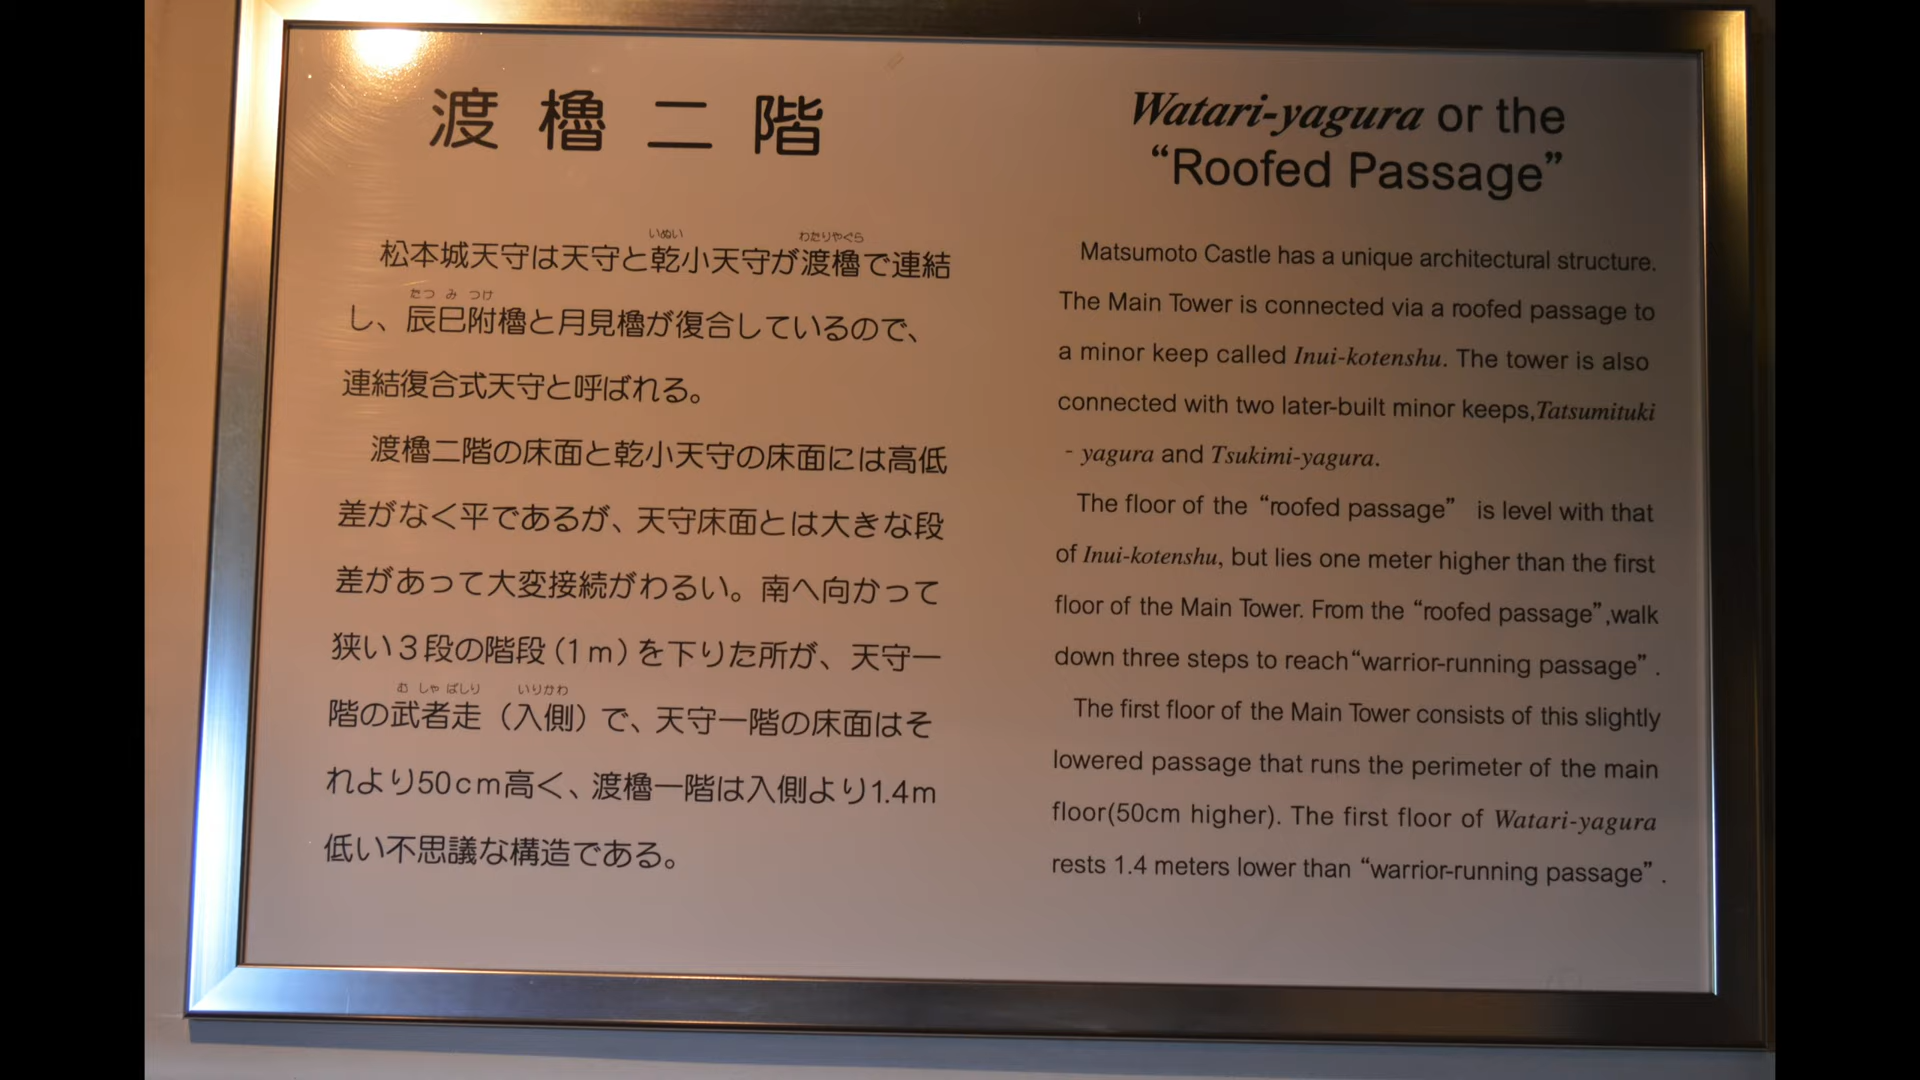 渡櫓二階
松本城天守は天守と乾小天守が渡櫓で連結
し、辰巳附櫓と月見櫓が復合しているので、
連結復合式天守と呼ばれる。
渡櫓二階の床面と乾小天守の床面には高低
差がなく平であるが、天守床面とは大きな段
差があって大変接続がわるい。南へ向かって
狭い3段の階段(1m)を下りた所が、天守一
階の武者走(入側)で、天守一階の床面はそ
れより50cm高く、渡櫓一階は入側より1.4m
低い不思議な構造である。
いぬい
わたりやぐら
たつ み つけ
む しゃ ばしり
いりかわ
Watari-yagura or the
“Roofed Passage”
Matsumoto Castle has a unique architectural structure.
The Main Tower is connected via a roofed passage to
a minor keep called Inui-kotenshu. The tower is also
connected with two later-built minor keeps,Tatsumituki
- yagura and Tsukimi-yagura.
The floor of the “roofed passage” is level with that
of Inui-kotenshu, but lies one meter higher than the first
floor of the Main Tower. From the “roofed passage”,walk
down three steps to reach“warrior-running passage” .
The first floor of the Main Tower consists of this slightly
lowered passage that runs the perimeter of the main
floor(50cm higher). The first floor of Watari-yagura
rests 1.4 meters lower than “warrior-running passage” .